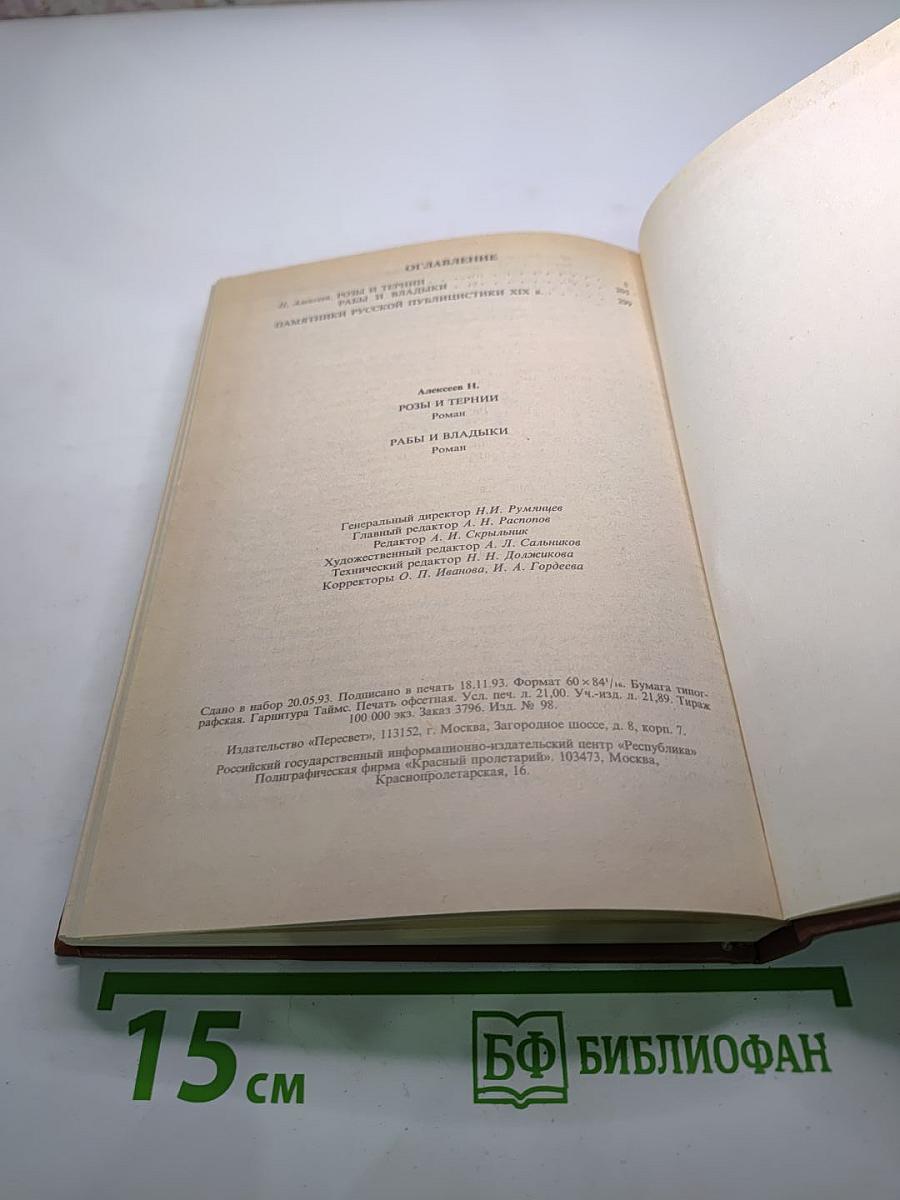 ОГЛАВЛЕНИЕ
Н. Алексеев. РОЗЫ И ТЕРНИИ
РАБЫ И ВЛАДЫКИ
ПАМЯТНИКИ РУССКОЙ ПУБЛИЦИСТИКИ XIX в. 299
Алексеев Н.
РОЗЫ И ТЕРНИИ
Роман
РАБЫ И ВЛАДЫКИ
Роман
Генеральный директор Н.И. Румянцев
Главный редактор А. Н. Распопов
Редактор А. И. Скрыльник
Художественный редактор А. Л. Сальников
Технический редактор Н. Н. Должикова
Корректоры О. П. Иванова, И. А. Гордеева
Сдано в набор 20.05.93. Подписано в печать 18.11.93. Формат 60×84¹/₁₆. Бумага типог-
рафская. Гарнитура Таймс. Печать офсетная. Усл. печ. л. 21,00. Уч.-изд. л. 21,89. Тираж
100 000 экз. Заказ 3796. Изд. № 98.
Издательство «Пересвет», 113152, г. Москва, Загородное шоссе, д. 8, корп. 7.
Российский государственный информационно-издательский центр «Республика»
Полиграфическая фирма «Красный пролетарий». 103473, Москва,
Краснопролетарская, 16.
15 см
БФ БИБЛИОФАН